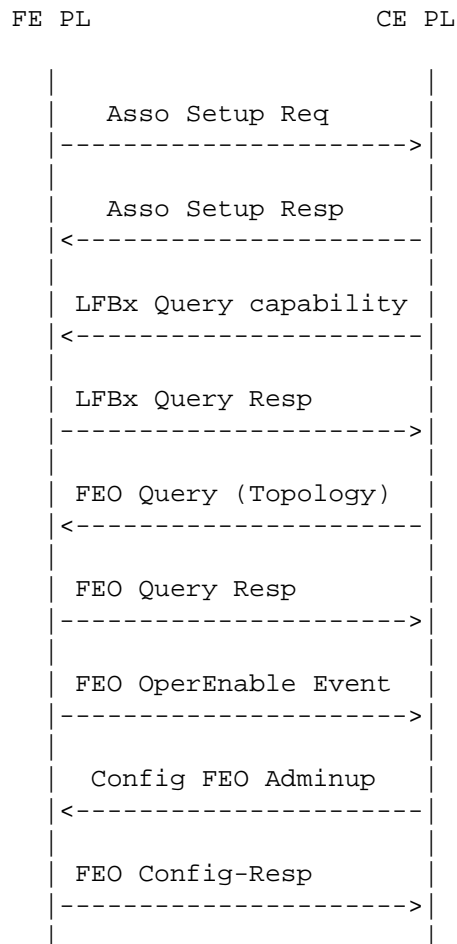 FE PL CE PL
Asso Setup Req
Asso Setup Resp
LFBx Query capability
LFBx Query Resp
FEO Query (Topology)
FEO Query Resp
FEO OperEnable Event
Config FEO Adminup
FEO Config-Resp